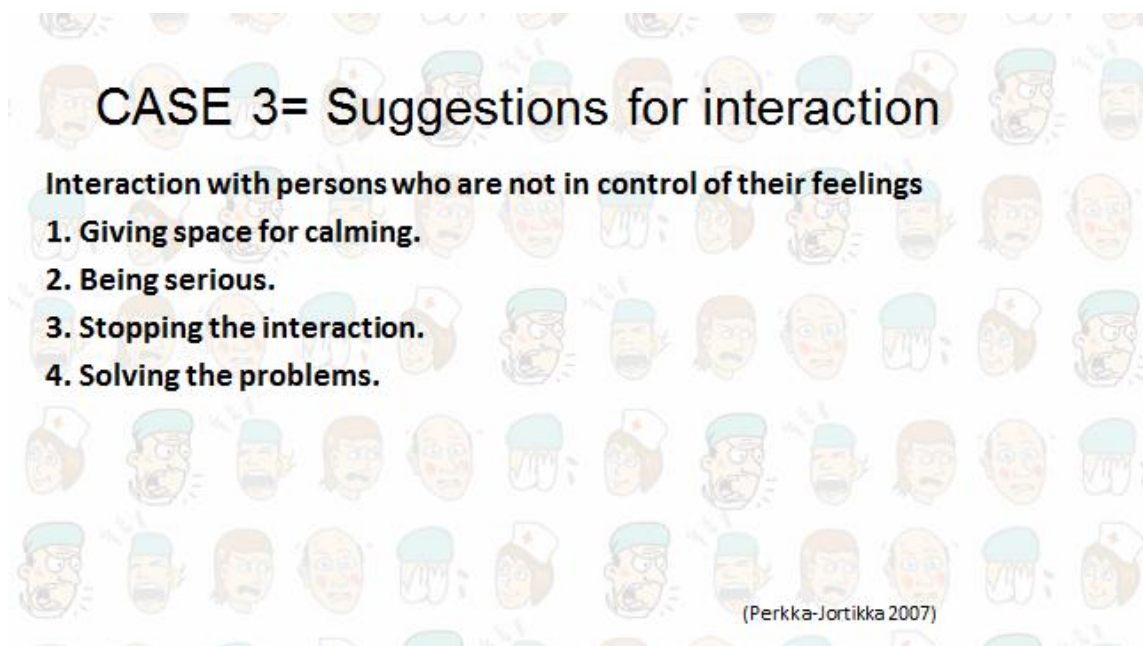 CASE 3= Suggestions for interaction
Interaction with persons who are not in control of their feelings
1. Giving space for calming.
2. Being serious.
3. Stopping the interaction.
4. Solving the problems.
(Perkka-Jortikka 2007)